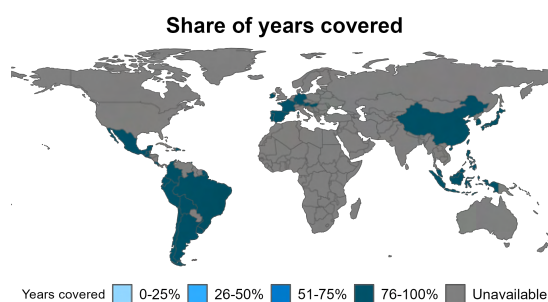 Share of years covered
Years covered 0-25% 26-50% 51-75% 76-100% Unavailable